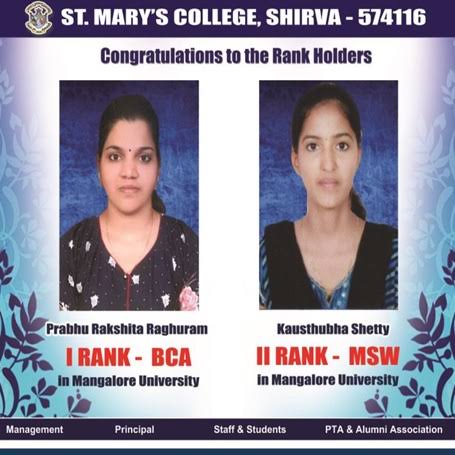 ST. MARY'S COLLEGE, SHIRVA - 574116
Congratulations to the Rank Holders
Prabhu Rakshita Raghuram
I RANK - BCA
in Mangalore University
Kausthubha Shetty
II RANK - MSW
in Mangalore University
Management Principal Staff & Students PTA & Alumni Association